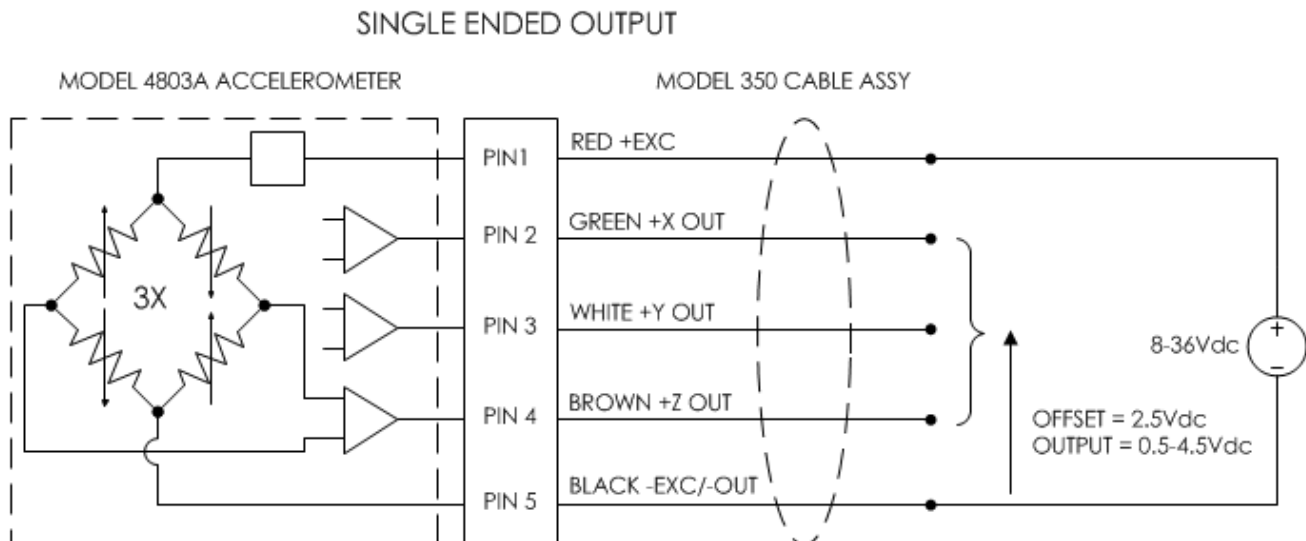 SINGLE ENDED OUTPUT
MODEL 4803A ACCELEROMETER
MODEL 350 CABLE ASSY
PIN1
RED +EXC
PIN 2
GREEN +X OUT
3X
PIN 3
WHITE +Y OUT
+
8-36Vdc
−
PIN 4
BROWN +Z OUT
OFFSET = 2.5Vdc
OUTPUT = 0.5-4.5Vdc
PIN 5
BLACK -EXC/-OUT